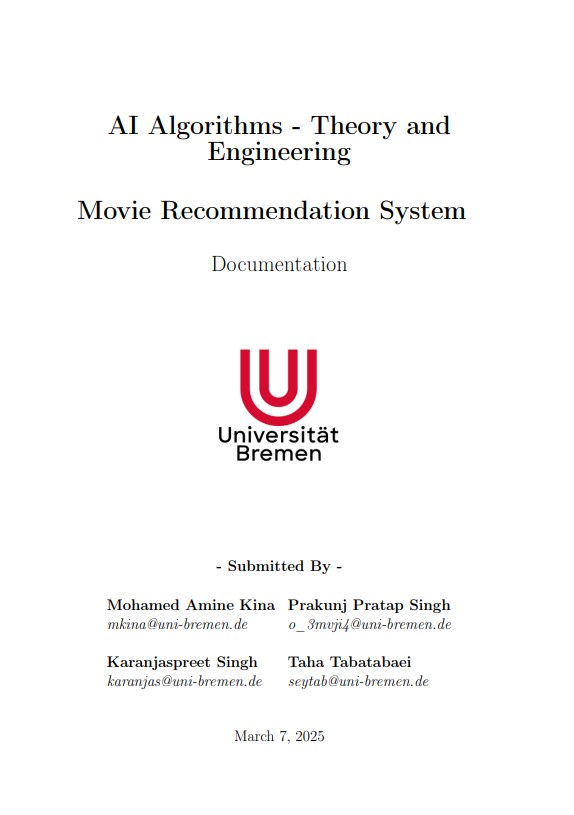 AI Algorithms - Theory and
Engineering
Movie Recommendation System
Documentation
Universität
Bremen
- Submitted By -
Mohamed Amine Kina Prakunj Pratap Singh
mkina@uni-bremen.de o_3mvji4@uni-bremen.de
Karanjaspreet Singh Taha Tabatabaei
karanjas@uni-bremen.de seytab@uni-bremen.de
March 7, 2025